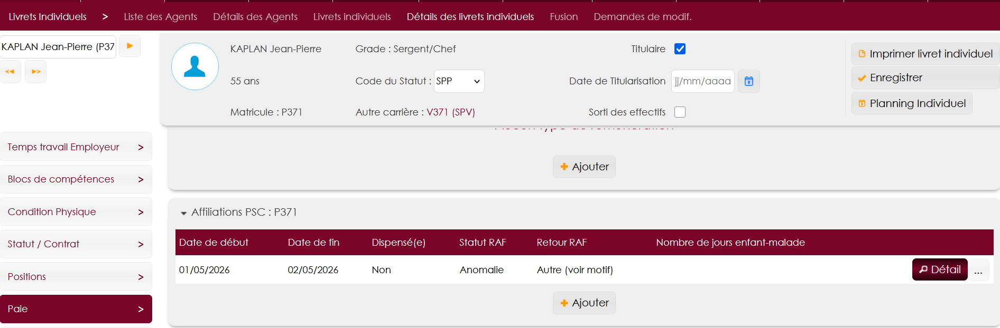 Livrets Individuels > Liste des Agents Détails des Agents Livrets individuels Détails des livrets individuels Fusion Demandes de modif.
KAPLAN Jean-Pierre (P37
KAPLAN Jean-Pierre Grade : Sergent/Chef Titulaire
55 ans Code du Statut : SPP Date de Titularisation jj/mm/aaaa
Matricule : P371 Autre carrière : V371 (SPV) Sorti des effectifs
Imprimer livret individuel
Enregistrer
Planning Individuel
Temps travail Employeur >
Blocs de compétences >
Condition Physique >
Statut / Contrat >
Positions >
Paie >
Ajouter
Affiliations PSC : P371
Date de début Date de fin Dispensé(e) Statut RAF Retour RAF Nombre de jours enfant-malade
01/05/2026 02/05/2026 Non Anomalie Autre (voir motif) Détail ...
Ajouter